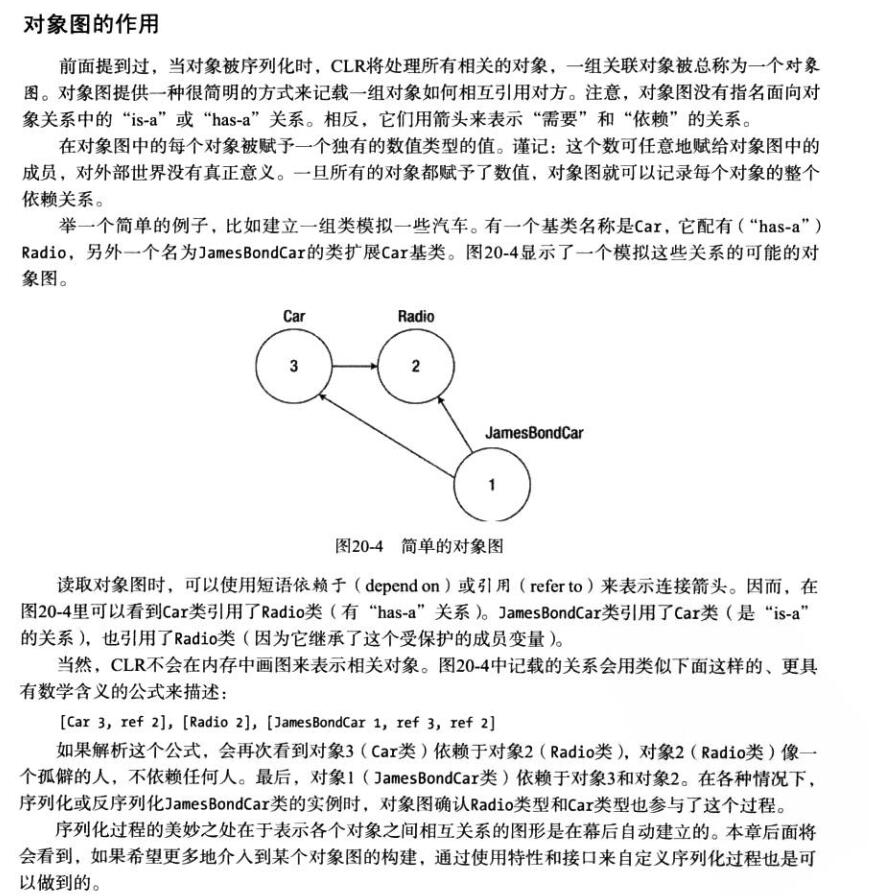 对象图的作用
前面提到过，当对象被序列化时，CLR将处理所有相关的对象，一组关联对象被总称为一个对象
图。对象图提供一种很简明的方式来记载一组对象如何相互引用对方。注意，对象图没有指名面向对
象关系中的“is-a”或“has-a”关系。相反，它们用箭头来表示“需要”和“依赖”的关系。
在对象图中的每个对象被赋予一个独有的数值类型的值。谨记：这个数可任意地赋给对象图中的
成员，对外部世界没有真正意义。一旦所有的对象都赋予了数值，对象图就可以记录每个对象的整个
依赖关系。
举一个简单的例子，比如建立一组类模拟一些汽车。有一个基类名称是Car，它配有（“has-a”）
Radio，另外一个名为JamesBondCar的类扩展Car基类。图20-4显示了一个模拟这些关系的可能的对
象图。
Car
Radio
3
2
JamesBondCar
1
图20-4 简单的对象图
读取对象图时，可以使用短语依赖于（depend on）或引用（refer to）来表示连接箭头。因而，在
图20-4里可以看到Car类引用了Radio类（有“has-a”关系）。JamesBondCar类引用了Car类（是“is-a”
的关系），也引用了Radio类（因为它继承了这个受保护的成员变量）。
当然，CLR不会在内存中画图来表示相关对象。图20-4中记载的关系会用类似下面这样的、更具
有数学含义的公式来描述：
[Car 3, ref 2], [Radio 2], [JamesBondCar 1, ref 3, ref 2]
如果解析这个公式，会再次看到对象3（Car类）依赖于对象2（Radio类），对象2（Radio类）像一
个孤僻的人，不依赖任何人。最后，对象1（JamesBondCar类）依赖于对象3和对象2。在各种情况下，
序列化或反序列化JamesBondCar类的实例时，对象图确认Radio类型和Car类型也参与了这个过程。
序列化过程的美妙之处在于表示各个对象之间相互关系的图形是在幕后自动建立的。本章后面将
会看到，如果希望更多地介入到某个对象图的构建，通过使用特性和接口来自定义序列化过程也是可
以做到的。